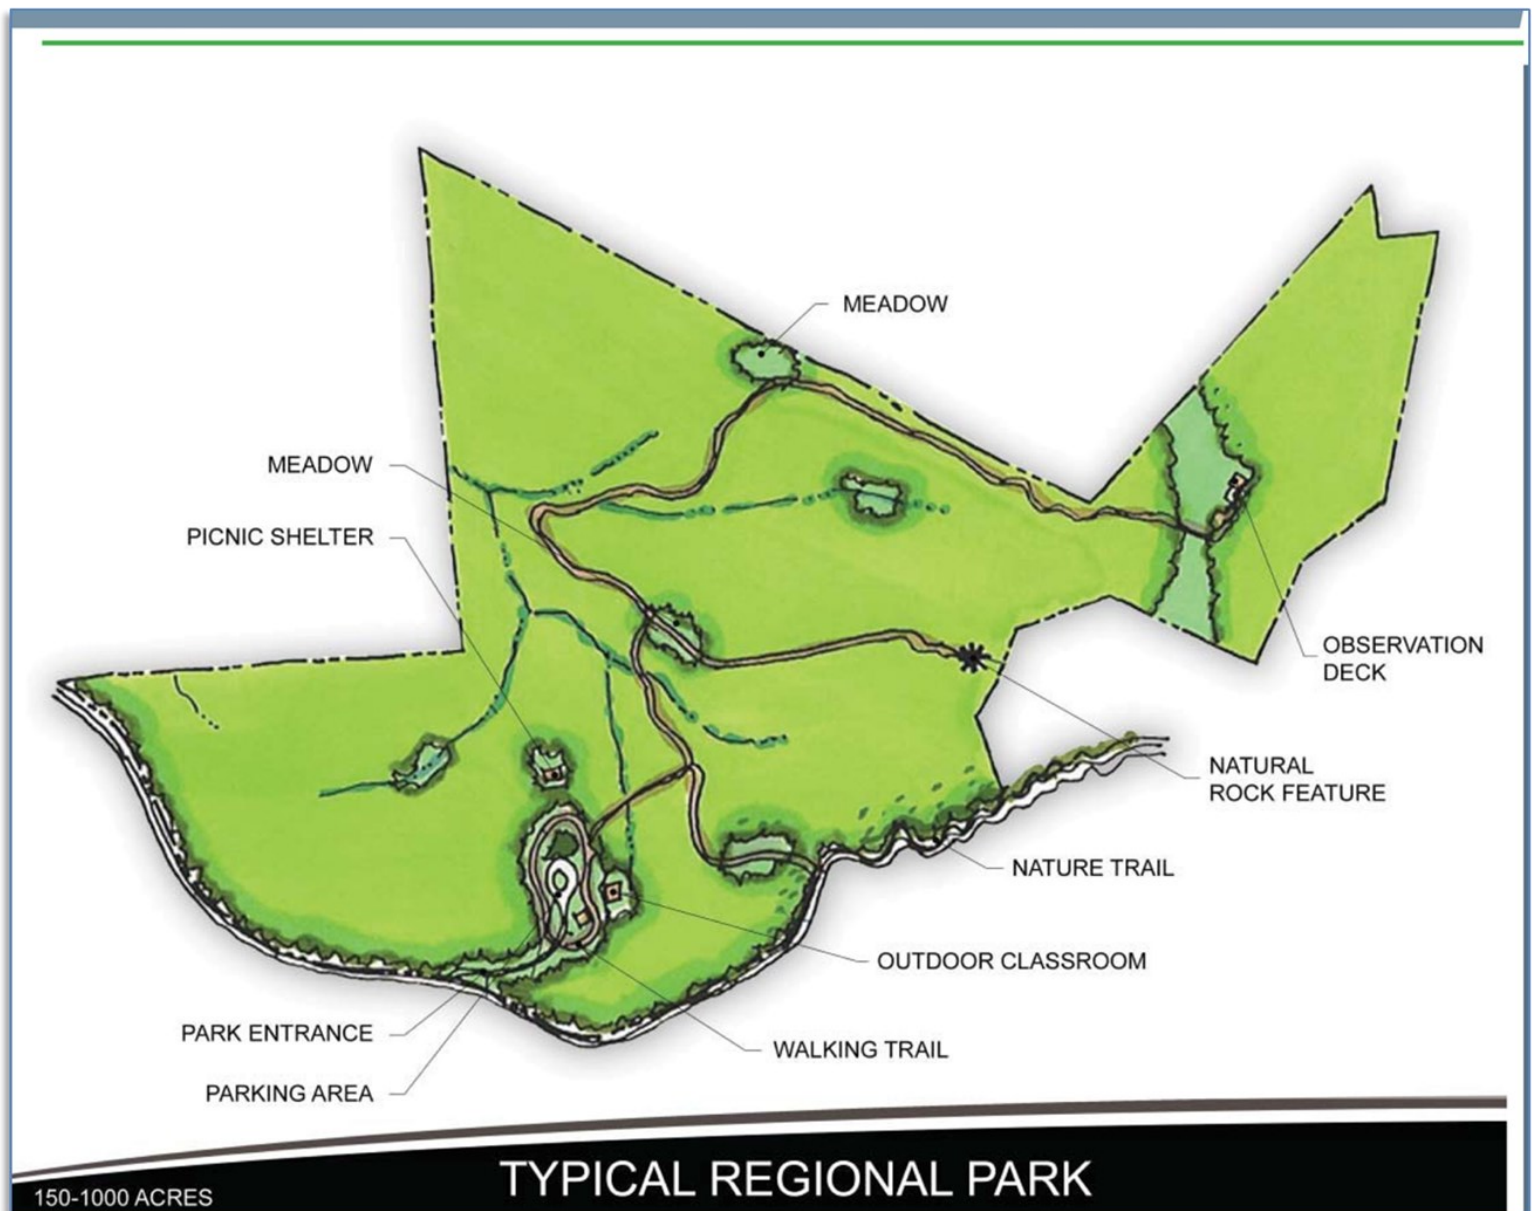 MEADOW
MEADOW
PICNIC SHELTER
OBSERVATION
DECK
NATURAL
ROCK FEATURE
NATURE TRAIL
OUTDOOR CLASSROOM
PARK ENTRANCE
WALKING TRAIL
PARKING AREA
TYPICAL REGIONAL PARK
150-1000 ACRES